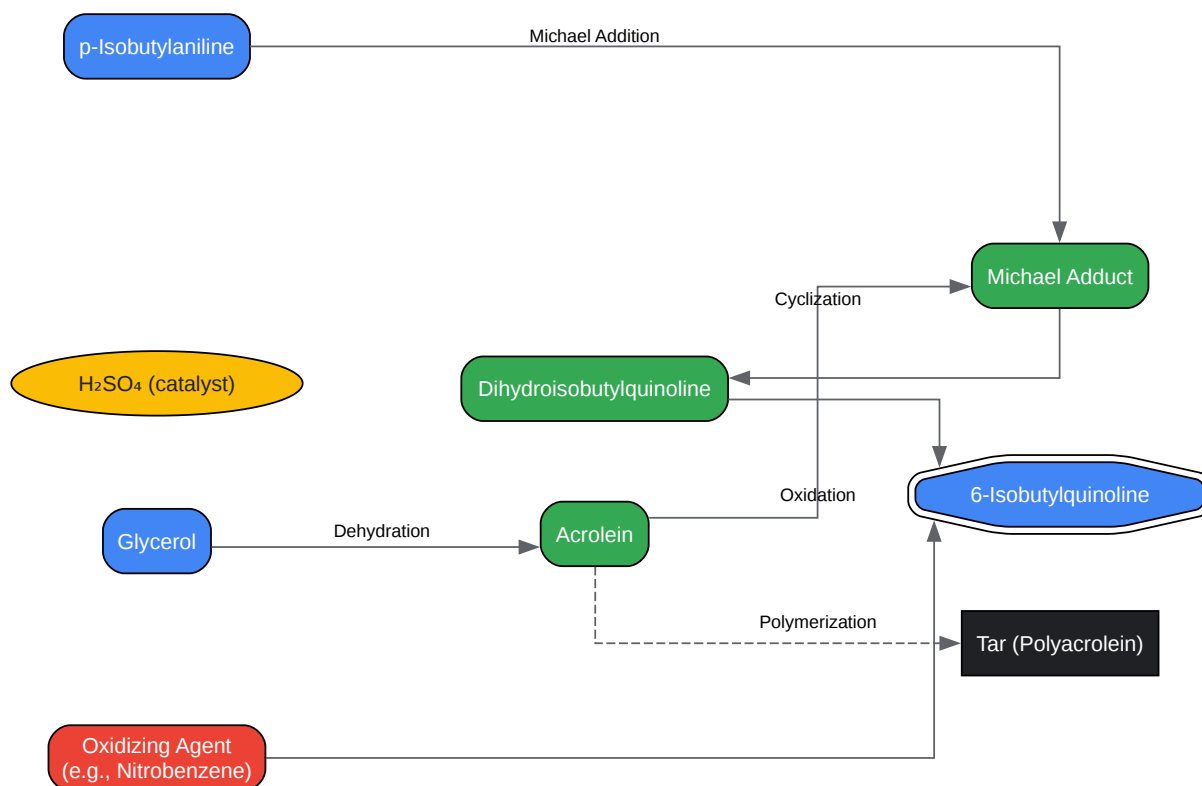 p-Isobutylaniline
Michael Addition
Michael Adduct
Cyclization
H₂SO₄ (catalyst)
Dihydroisobutylquinoline
Oxidation
6-Isobutylquinoline
Glycerol
Dehydration
Acrolein
Polymerization
Tar (Polyacrolein)
Oxidizing Agent
(e.g., Nitrobenzene)